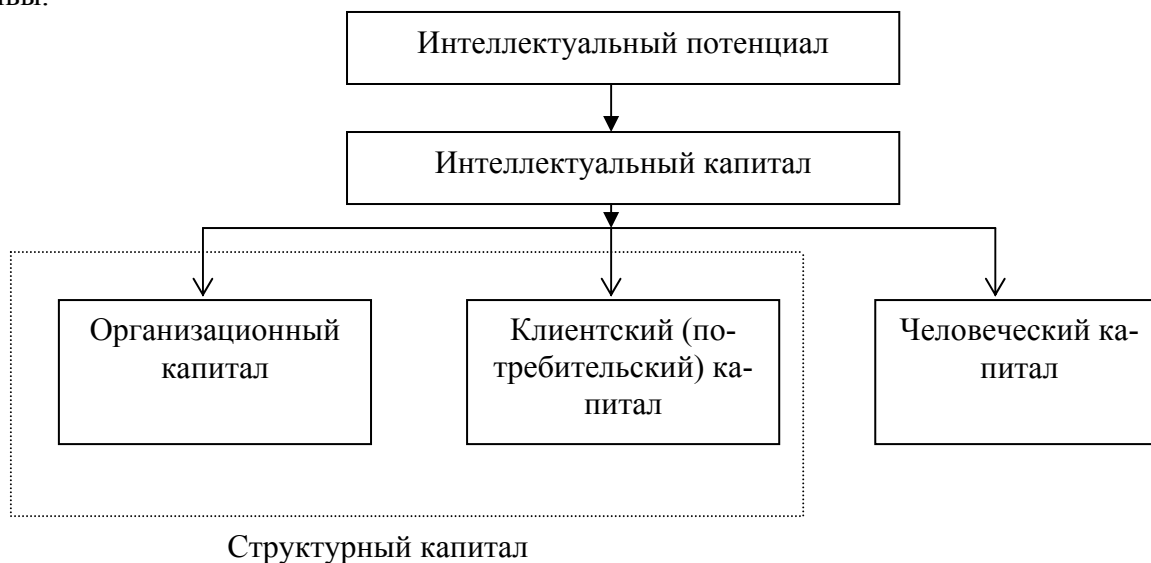 Интеллектуальный потенциал
Интеллектуальный капитал
Организационный
капитал
Клиентский (по-
требительский) ка-
питал
Человеческий ка-
питал
Структурный капитал